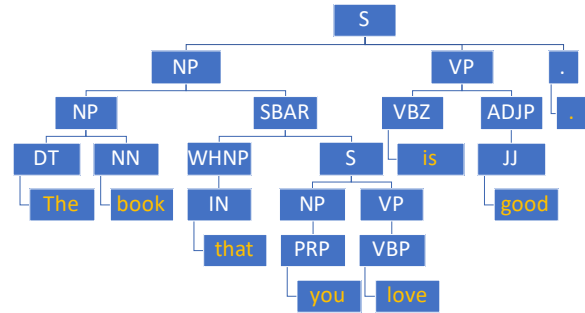 S
NP VP .
NP SBAR VBZ ADJP .
DT NN WHNP S is JJ
The book IN NP VP good
that PRP VBP
you love